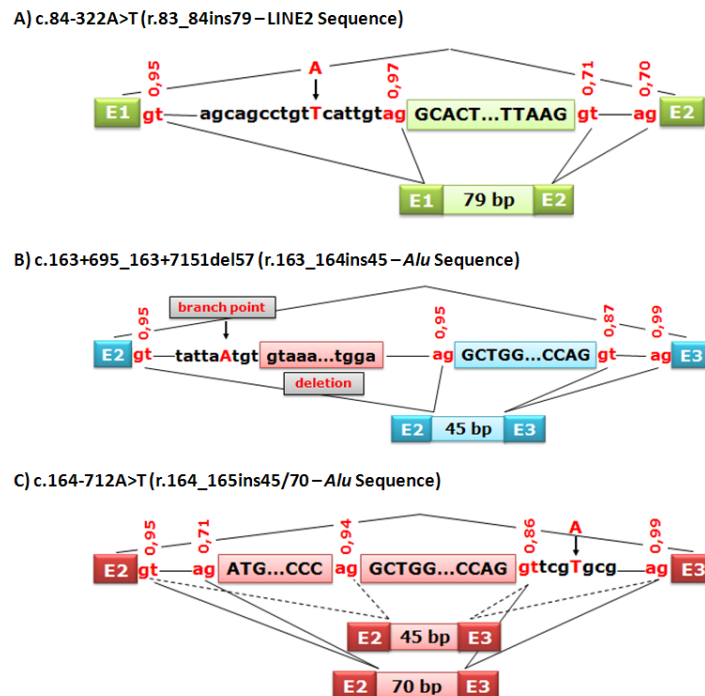 A) c.84-322A>T (r.83_84ins79 – LINE2 Sequence)
0,95 A 0,97 0,71 0,70
E1 gt agcagcctgtTcattgtag GCACT...TTAAG gt ag E2
E1 79 bp E2
B) c.163+695_163+7151del57 (r.163_164ins45 – Alu Sequence)
branch point
0,95 0,95 0,87 0,99
E2 gt tattaAtgt gtaaa...tgga ag GCTGG...CCAG gt ag E3
deletion
E2 45 bp E3
C) c.164-712A>T (r.164_165ins45/70 – Alu Sequence)
0,95 0,71 0,94 0,86 A 0,99
E2 gt ag ATG...CCC ag GCTGG...CCAG gttcgTgcg ag E3
E2 45 bp E3
E2 70 bp E3